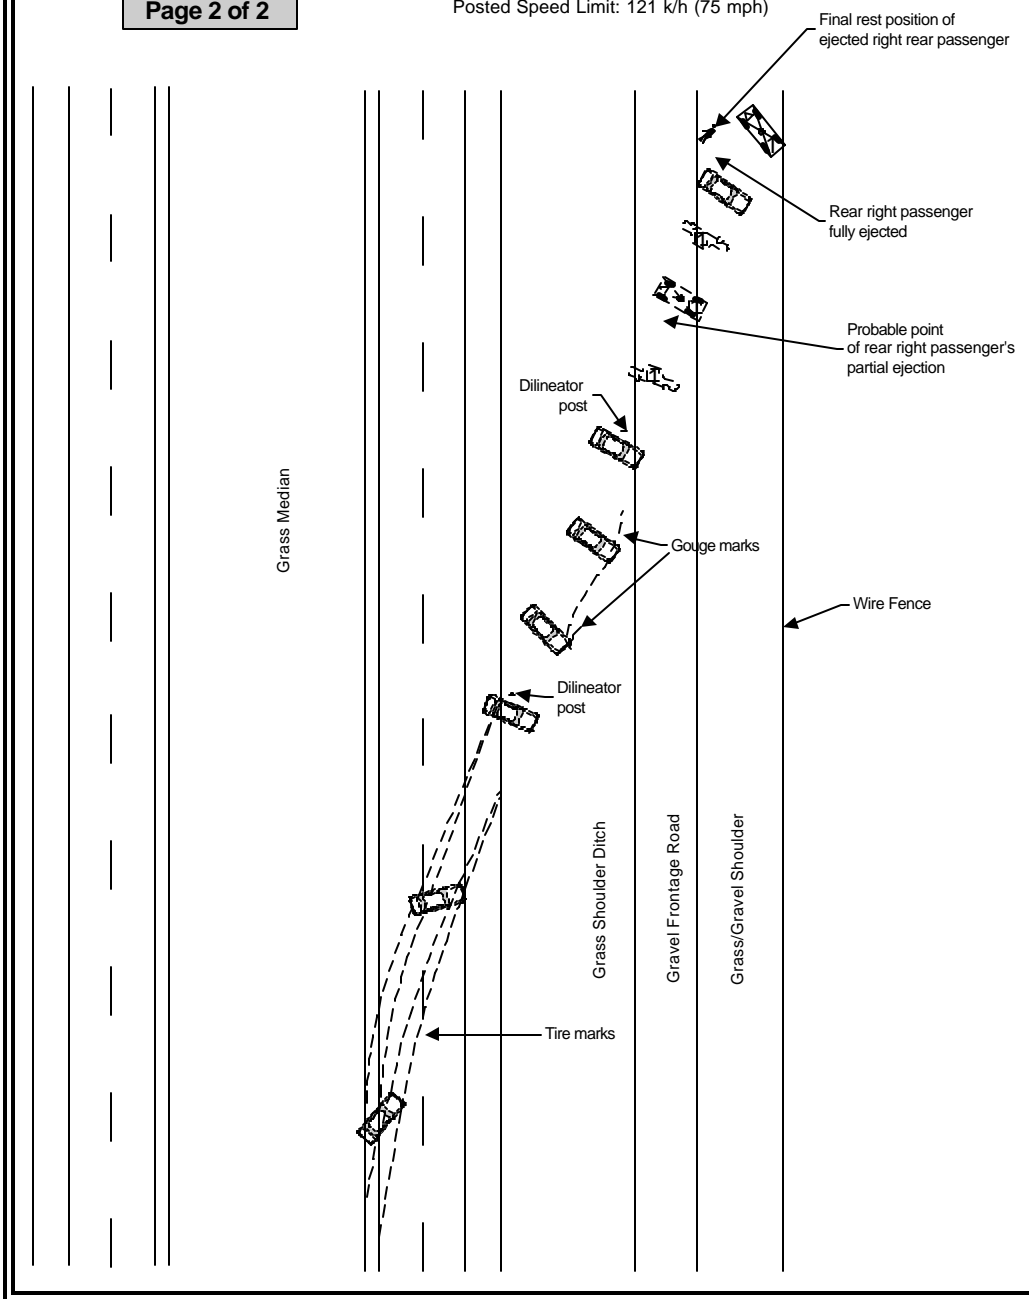 Page 2 of 2
Posted Speed Limit: 121 k/h (75 mph)
Final rest position of
ejected right rear passenger
Rear right passenger
fully ejected
Probable point
of rear right passenger's
partial ejection
Dilineator
post
Grass Median
Gouge marks
Wire Fence
Dilineator
post
Grass Shoulder Ditch
Gravel Frontage Road
Grass/Gravel Shoulder
Tire marks